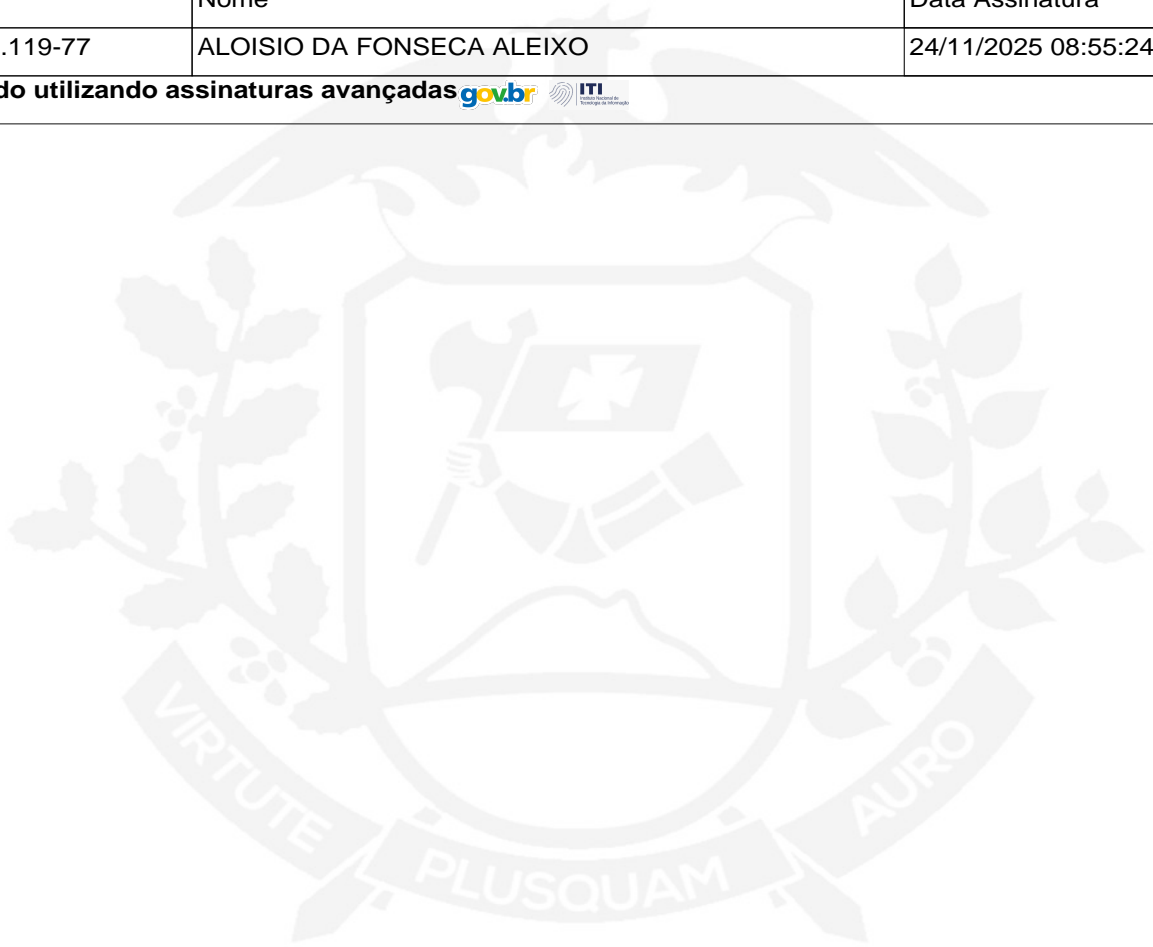 Nome Data Assinatura
.119-77 ALOISIO DA FONSECA ALEIXO 24/11/2025 08:55:24
do utilizando assinaturas avançadas gov.br ITI
VIRTUTE PLUSQUAM AURO